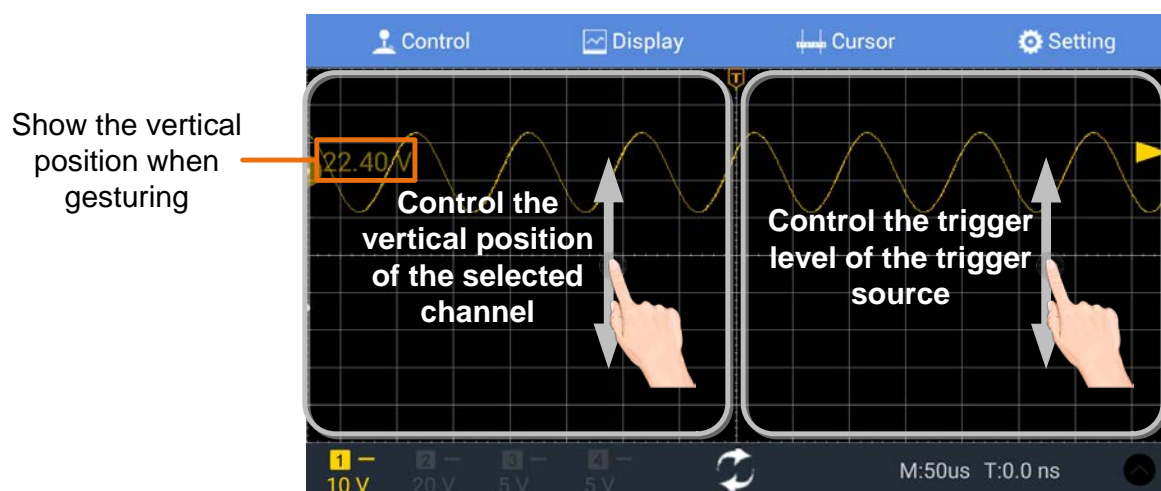 Control Display Cursor Setting
T
Show the vertical
position when
gesturing
22.40 V
Control the
vertical position
of the selected
channel
Control the trigger
level of the trigger
source
1 2 3 4
10 V 20 V 5 V 5 V
M:50us T:0.0 ns